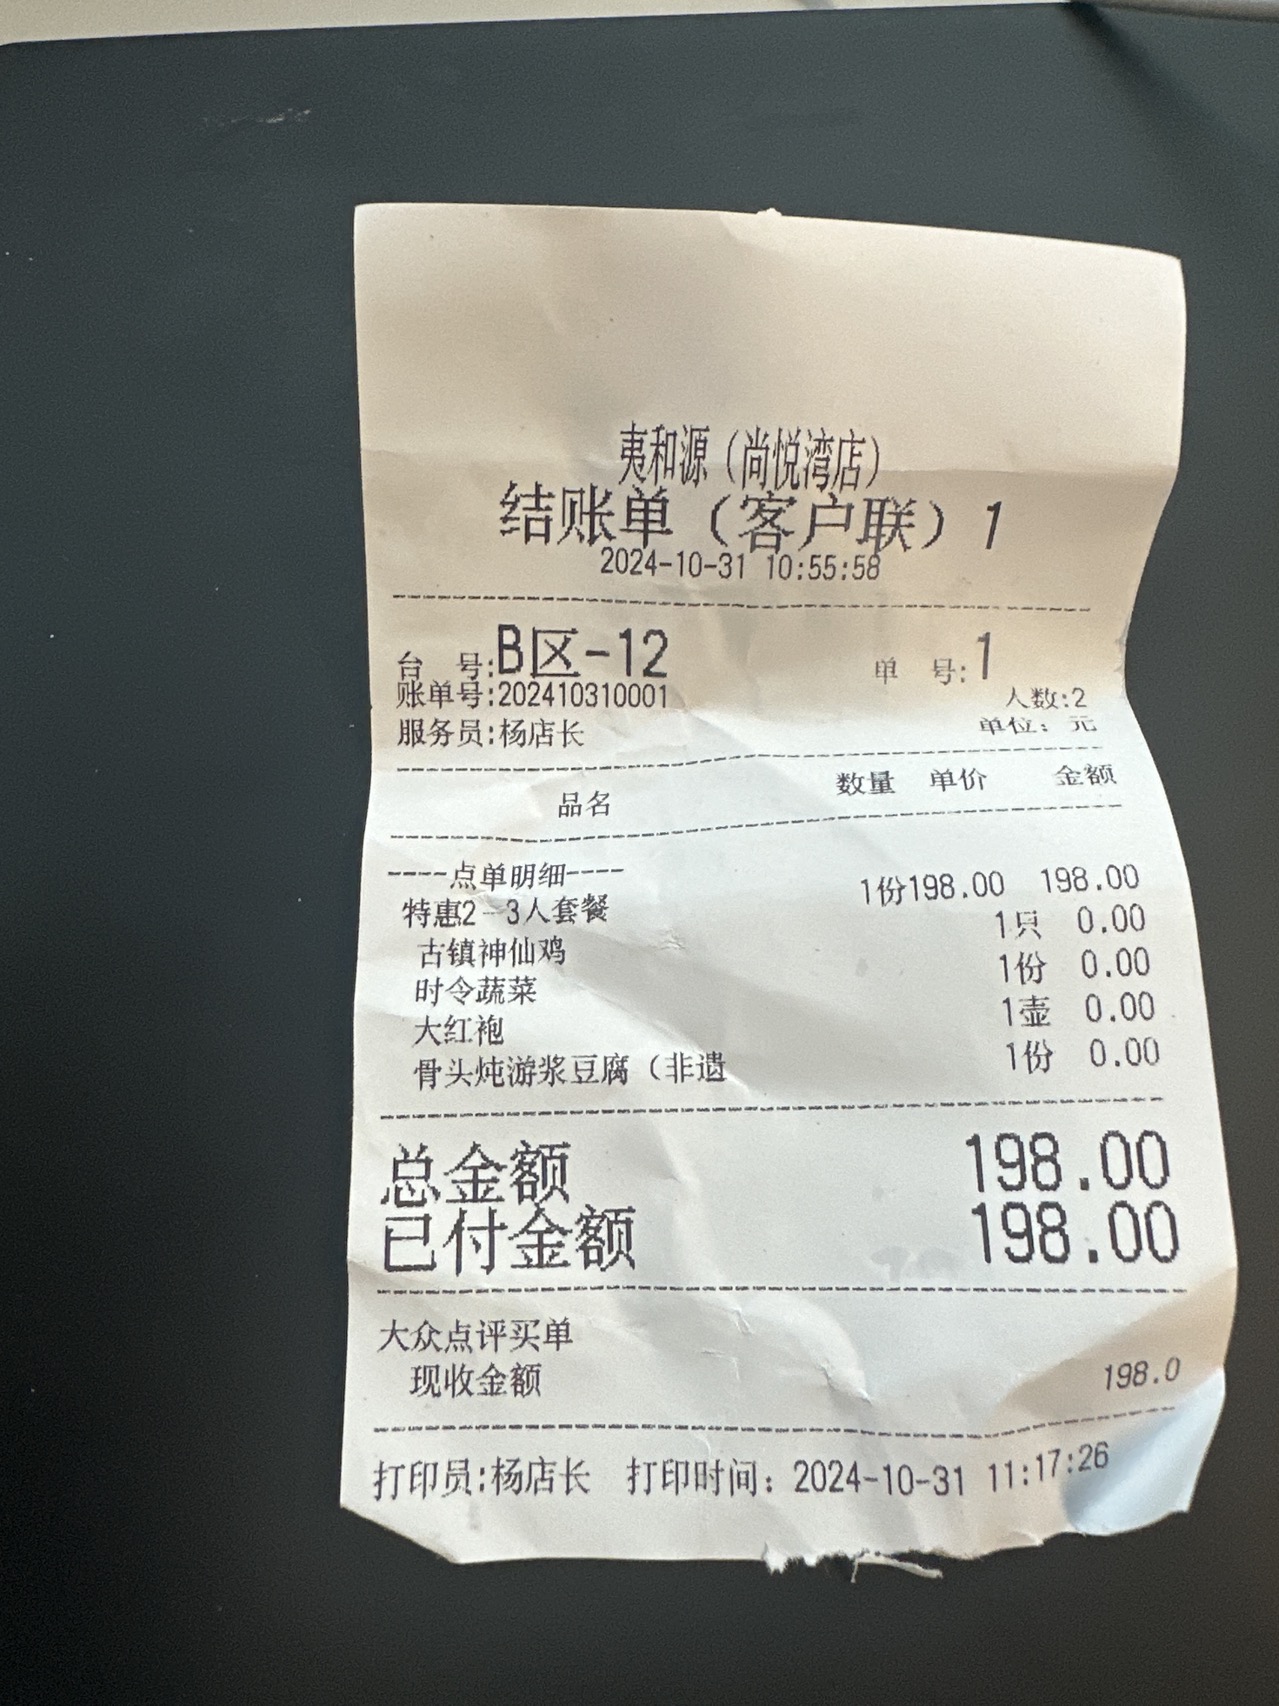 夷和源（尚悦湾店）
结账单（客户联）1
2024-10-31 10:55:58
台 号:B区-12 单 号:1
账单号:202410310001 人数:2
服务员:杨店长 单位：元
品名 数量 单价 金额
----点单明细----
特惠2-3人套餐 1份198.00 198.00
古镇神仙鸡 1只 0.00
时令蔬菜 1份 0.00
大红袍 1壶 0.00
骨头炖游浆豆腐（非遗 1份 0.00
总金额 198.00
已付金额 198.00
大众点评买单
现收金额 198.0
打印员:杨店长 打印时间：2024-10-31 11:17:26